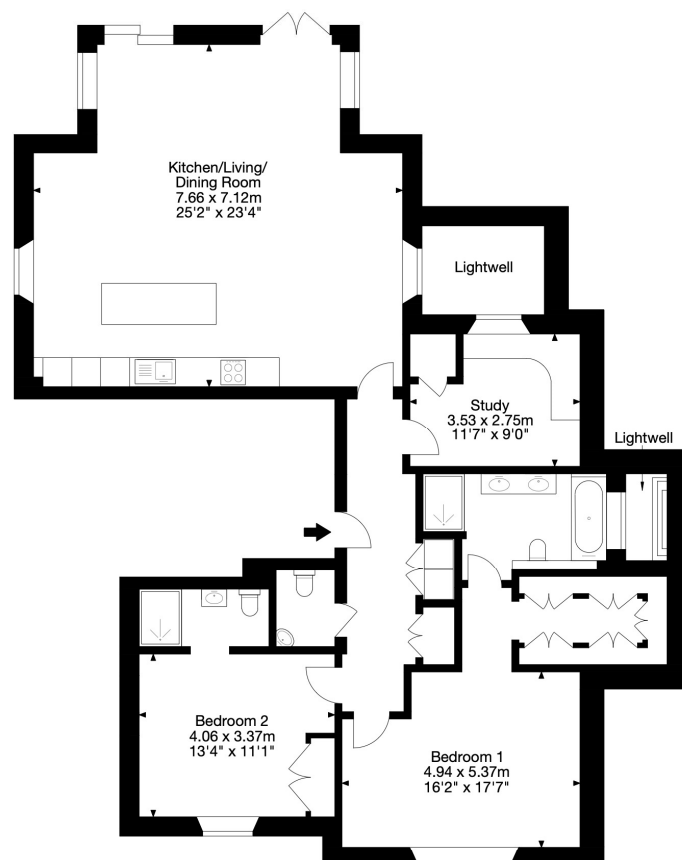 Kitchen/Living/
Dining Room
7.66 x 7.12m
25'2" x 23'4"
Lightwell
Study
3.53 x 2.75m
11'7" x 9'0"
Lightwell
Bedroom 2
4.06 x 3.37m
13'4" x 11'1"
Bedroom 1
4.94 x 5.37m
16'2" x 17'7"